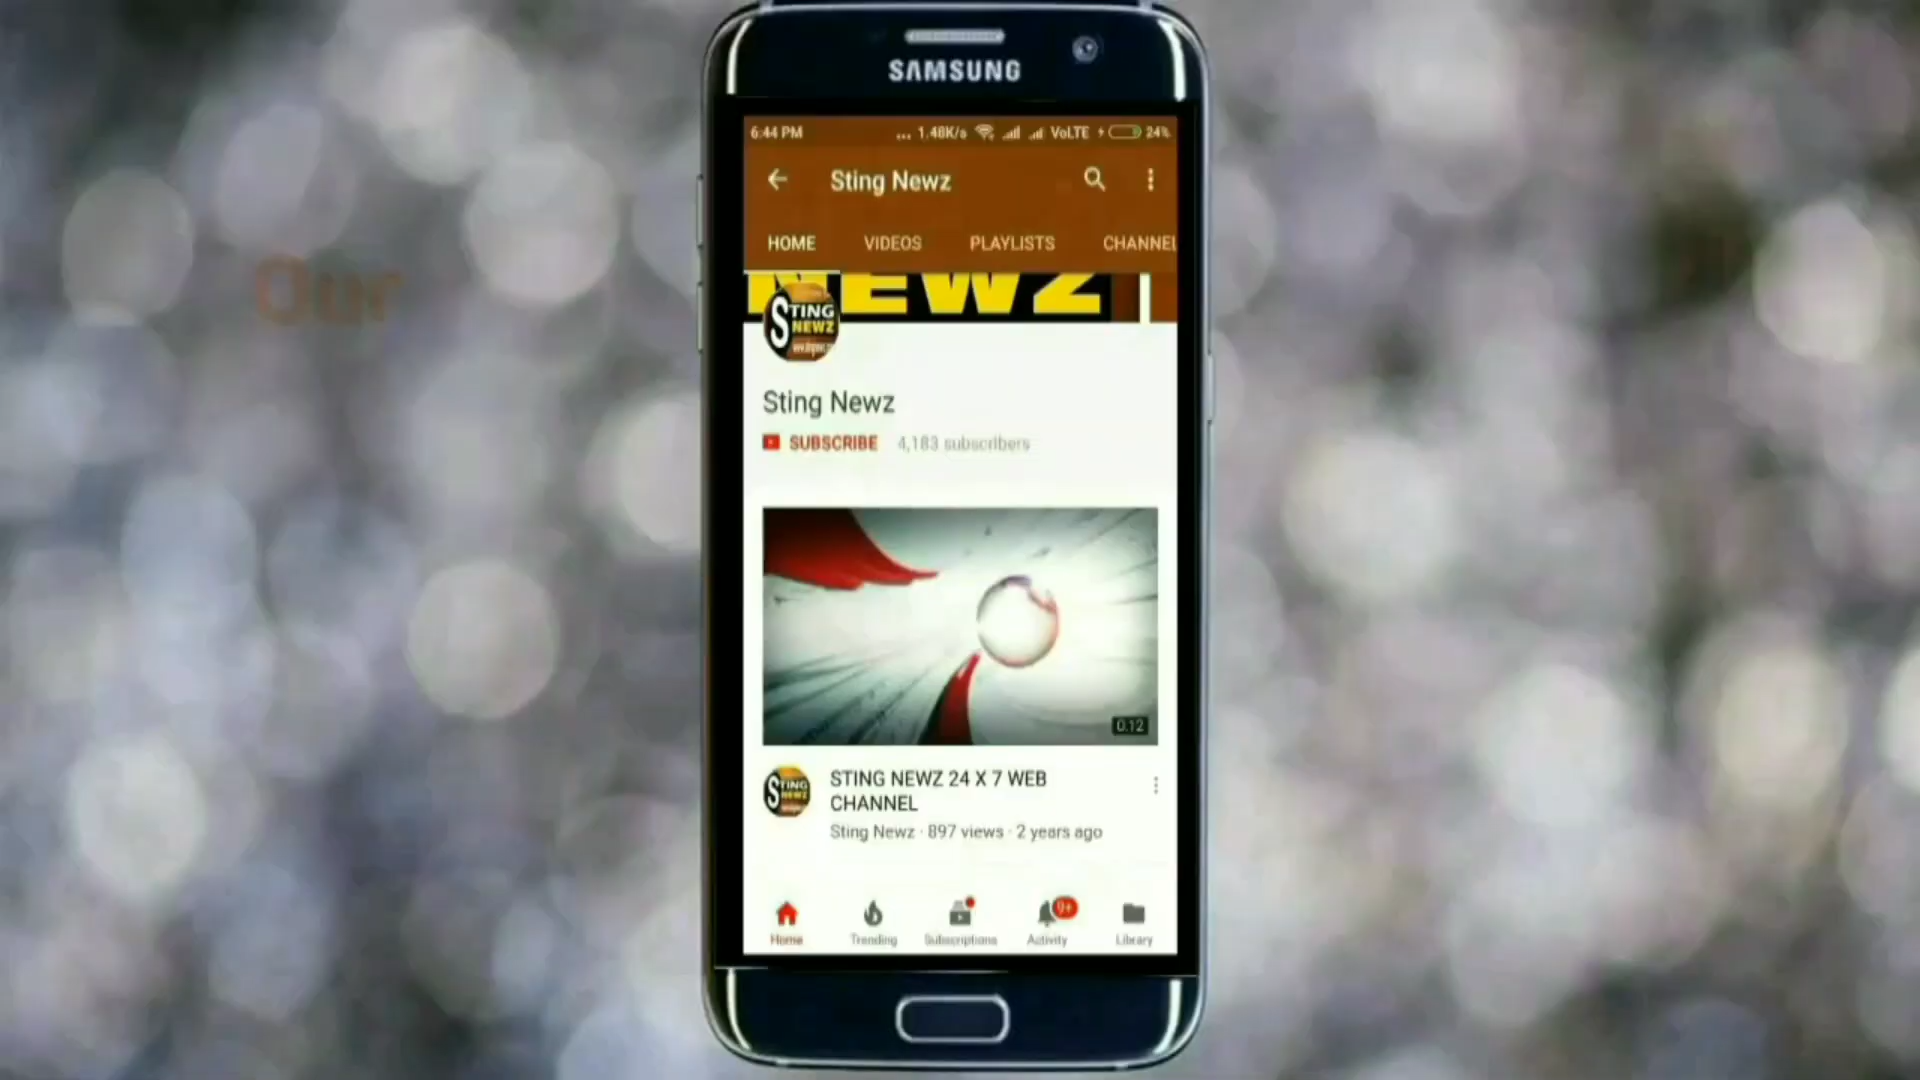 SAMSUNG
6:44 PM ... 1.48K/s VoLTE 24%
Sting Newz
HOME VIDEOS PLAYLISTS CHANNEL
NEWZ
STING
NEWZ
Our
Sting Newz
SUBSCRIBE 4,183 subscribers
0:12
STING
NEWZ
STING NEWZ 24 X 7 WEB
CHANNEL
Sting Newz · 897 views · 2 years ago
9+
Home Trending Subscriptions Activity Library